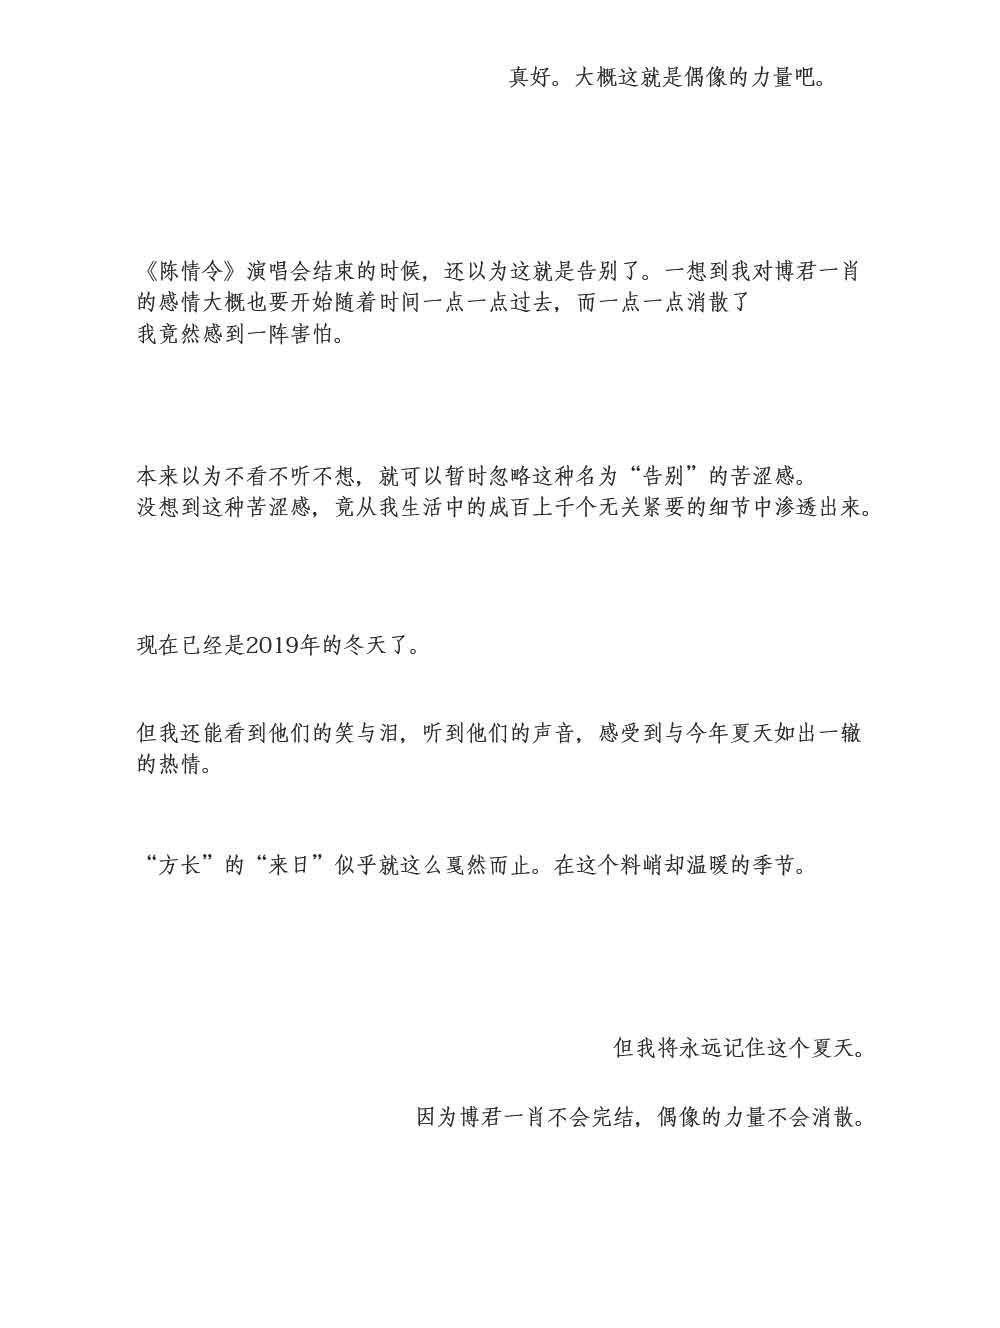 真好。大概这就是偶像的力量吧。
《陈情令》演唱会结束的时候，还以为这就是告别了。一想到我对博君一肖
的感情大概也要开始随着时间一点一点过去，而一点一点消散了
我竟然感到一阵害怕。
本来以为不看不听不想，就可以暂时忽略这种名为“告别”的苦涩感。
没想到这种苦涩感，竟从我生活中的成百上千个无关紧要的细节中渗透出来。
现在已经是2019年的冬天了。
但我还能看到他们的笑与泪，听到他们的声音，感受到与今年夏天如出一辙
的热情。
“方长”的“来日”似乎就这么戛然而止。在这个料峭却温暖的季节。
但我将永远记住这个夏天。
因为博君一肖不会完结，偶像的力量不会消散。